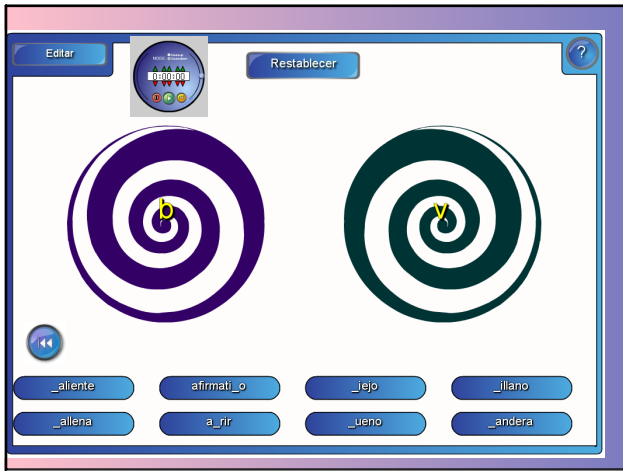 Editar
Restablecer
?
0:00:00
b
v
_aliente
afirmati_o
_iejo
_illano
_allena
a_rir
_ueno
_andera